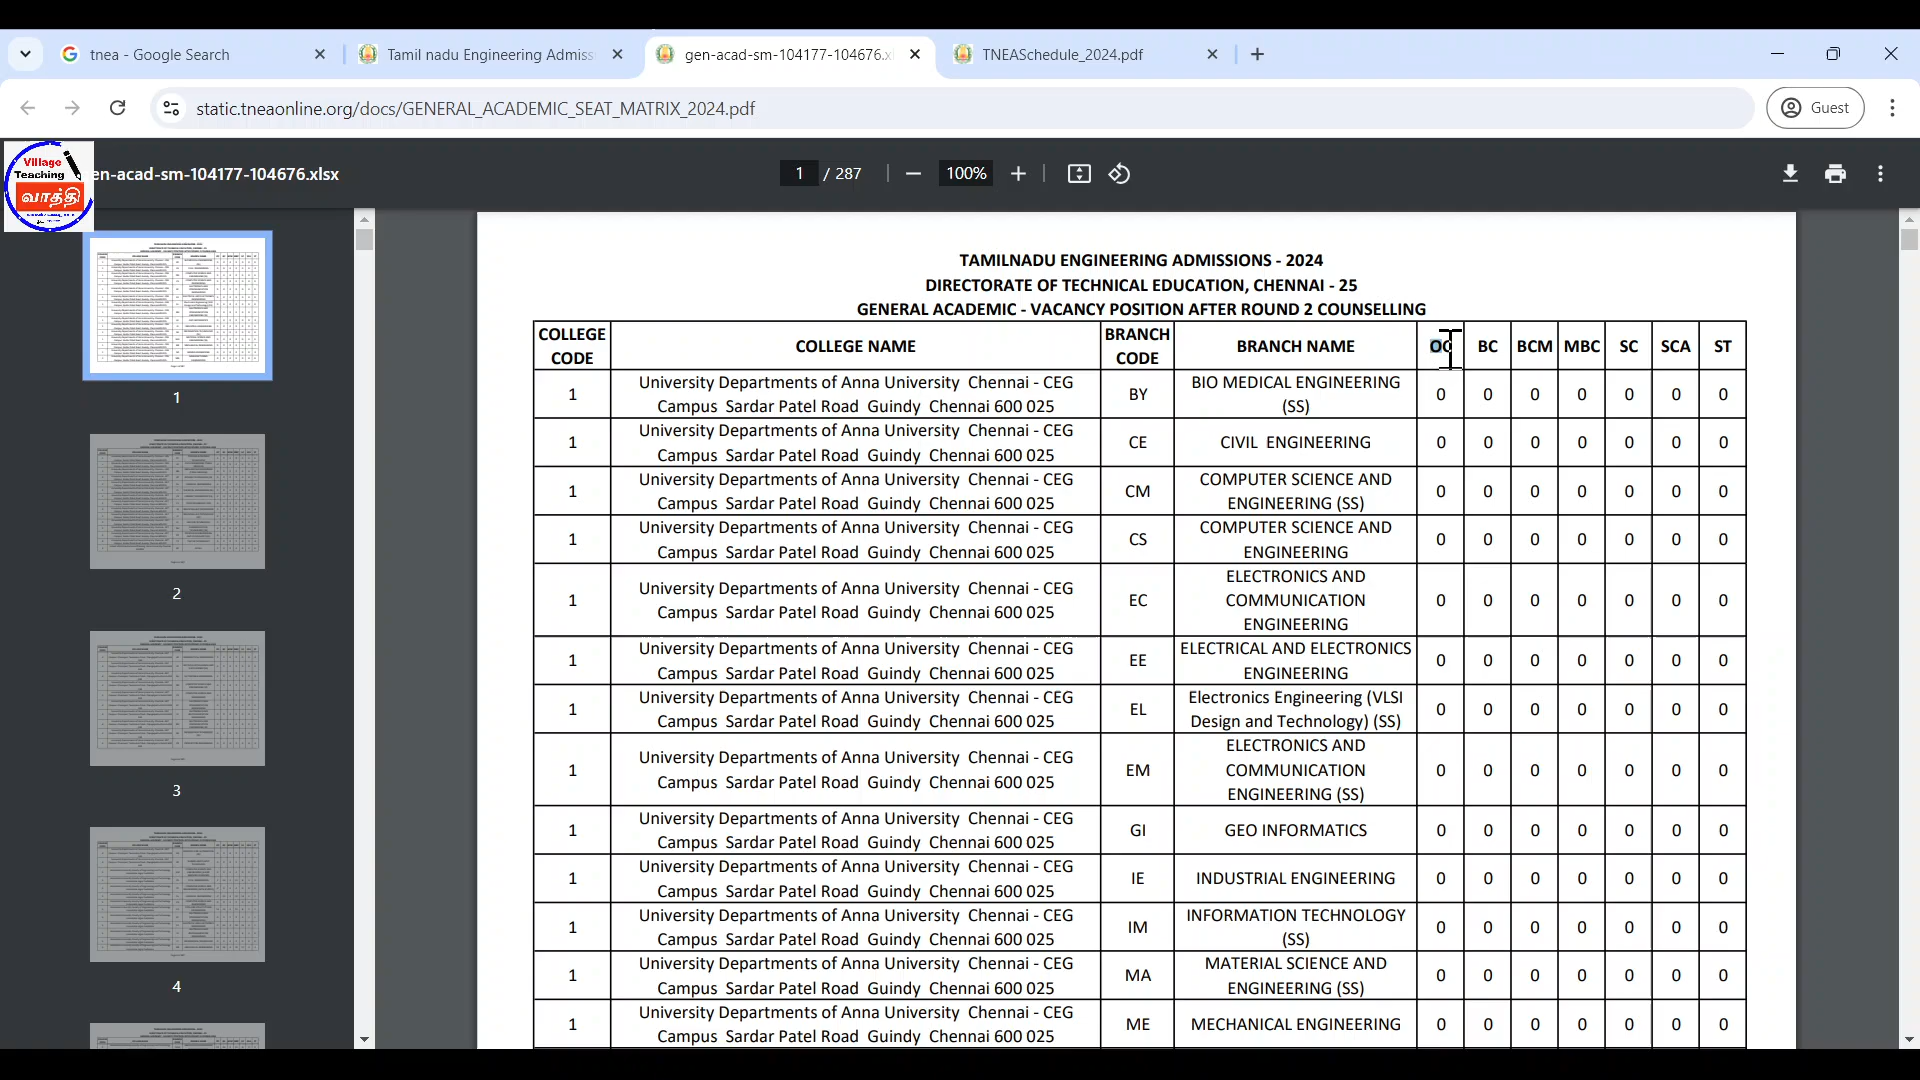 tnea - Google Search
Tamil nadu Engineering Admiss
gen-acad-sm-104177-104676.x
TNEASchedule_2024.pdf
static.tneaonline.org/docs/GENERAL_ACADEMIC_SEAT_MATRIX_2024.pdf
Guest
Village
Teaching
வாத்தி
en-acad-sm-104177-104676.xlsx
1 / 287
100%
1
2
3
4
TAMILNADU ENGINEERING ADMISSIONS - 2024
DIRECTORATE OF TECHNICAL EDUCATION, CHENNAI - 25
GENERAL ACADEMIC - VACANCY POSITION AFTER ROUND 2 COUNSELLING
COLLEGE CODE COLLEGE NAME BRANCH CODE BRANCH NAME OC BC BCM MBC SC SCA ST
1 University Departments of Anna University Chennai - CEG Campus Sardar Patel Road Guindy Chennai 600 025 BY BIO MEDICAL ENGINEERING (SS) 0 0 0 0 0 0 0
1 University Departments of Anna University Chennai - CEG Campus Sardar Patel Road Guindy Chennai 600 025 CE CIVIL ENGINEERING 0 0 0 0 0 0 0
1 University Departments of Anna University Chennai - CEG Campus Sardar Patel Road Guindy Chennai 600 025 CM COMPUTER SCIENCE AND ENGINEERING (SS) 0 0 0 0 0 0 0
1 University Departments of Anna University Chennai - CEG Campus Sardar Patel Road Guindy Chennai 600 025 CS COMPUTER SCIENCE AND ENGINEERING 0 0 0 0 0 0 0
1 University Departments of Anna University Chennai - CEG Campus Sardar Patel Road Guindy Chennai 600 025 EC ELECTRONICS AND COMMUNICATION ENGINEERING 0 0 0 0 0 0 0
1 University Departments of Anna University Chennai - CEG Campus Sardar Patel Road Guindy Chennai 600 025 EE ELECTRICAL AND ELECTRONICS ENGINEERING 0 0 0 0 0 0 0
1 University Departments of Anna University Chennai - CEG Campus Sardar Patel Road Guindy Chennai 600 025 EL Electronics Engineering (VLSI Design and Technology) (SS) 0 0 0 0 0 0 0
1 University Departments of Anna University Chennai - CEG Campus Sardar Patel Road Guindy Chennai 600 025 EM ELECTRONICS AND COMMUNICATION ENGINEERING (SS) 0 0 0 0 0 0 0
1 University Departments of Anna University Chennai - CEG Campus Sardar Patel Road Guindy Chennai 600 025 GI GEO INFORMATICS 0 0 0 0 0 0 0
1 University Departments of Anna University Chennai - CEG Campus Sardar Patel Road Guindy Chennai 600 025 IE INDUSTRIAL ENGINEERING 0 0 0 0 0 0 0
1 University Departments of Anna University Chennai - CEG Campus Sardar Patel Road Guindy Chennai 600 025 IM INFORMATION TECHNOLOGY (SS) 0 0 0 0 0 0 0
1 University Departments of Anna University Chennai - CEG Campus Sardar Patel Road Guindy Chennai 600 025 MA MATERIAL SCIENCE AND ENGINEERING (SS) 0 0 0 0 0 0 0
1 University Departments of Anna University Chennai - CEG Campus Sardar Patel Road Guindy Chennai 600 025 ME MECHANICAL ENGINEERING 0 0 0 0 0 0 0